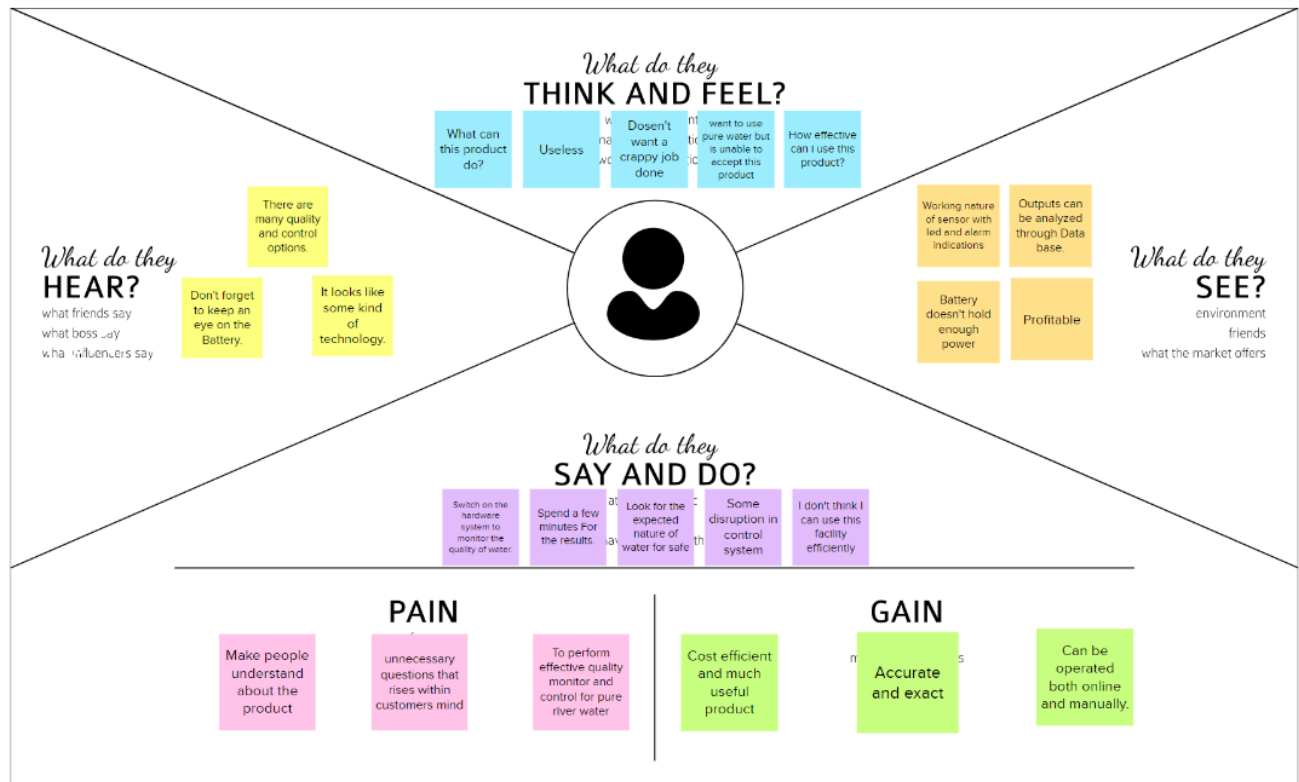 What do they
THINK AND FEEL?
What can
this product
do?
Useless
Dosen't
want a
crappy job
done
want to use
pure water but
is unable to
accept this
product
How effective
can I use this
product?
There are
many quality
and control
options.
What do they
HEAR?
what friends say
what boss say
what influencers say
Don't forget
to keep an
eye on the
Battery.
It looks like
some kind
of
technology.
Working nature
of sensor with
led and alarm
indications
Outputs can
be analyzed
through Data
base.
Battery
doesn't hold
enough
power
Profitable
What do they
SEE?
environment
friends
what the market offers
What do they
SAY AND DO?
Switch on the
hardware
system to
monitor the
quality of water.
Spend a few
minutes For
the results.
Look for the
expected
nature of
water for safe
Some
disruption in
control
system
I don't think I
can use this
facility
efficiently
PAIN
Make people
understand
about the
product
unnecessary
questions that
rises within
customers mind
To perform
effective quality
monitor and
control for pure
river water
GAIN
Cost efficient
and much
useful
product
Accurate
and exact
Can be
operated
both online
and manually.